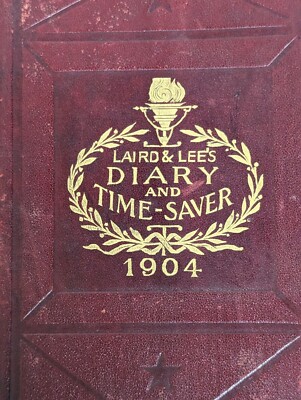 LAIRD & LEE'S
DIARY
AND
TIME-SAVER
1904